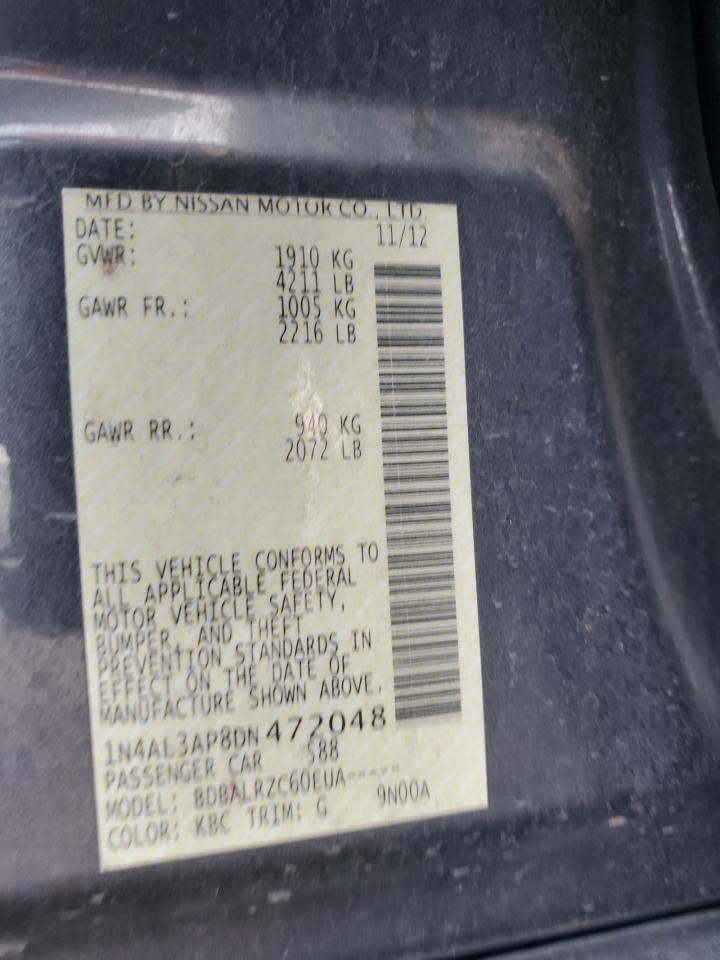 MFD BY NISSAN MOTOR CO., LTD.
DATE: 11/12
GVWR: 1910 KG
4211 LB
GAWR FR.: 1005 KG
2216 LB
GAWR RR.: 940 KG
2072 LB
THIS VEHICLE CONFORMS TO
ALL APPLICABLE FEDERAL
MOTOR VEHICLE SAFETY,
BUMPER, AND THEFT
PREVENTION STANDARDS IN
EFFECT ON THE DATE OF
MANUFACTURE SHOWN ABOVE.
1N4AL3AP8DN472048
PASSENGER CAR 588
MODEL: BDBALRZC60EUA-----
COLOR: KBC TRIM: G 9N00A